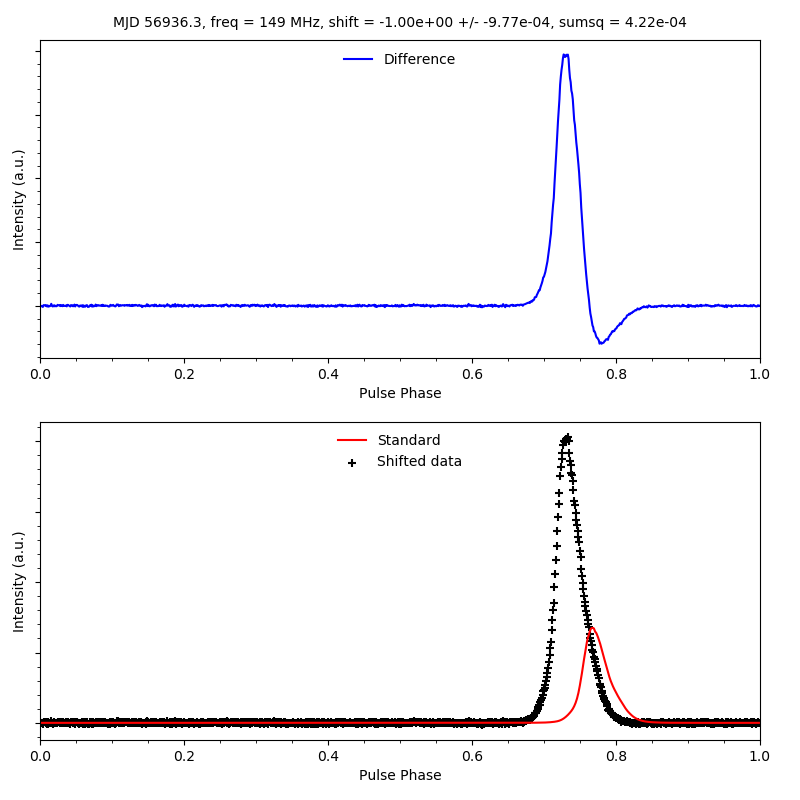 MJD 56936.3, freq = 149 MHz, shift = -1.00e+00 +/- -9.77e-04, sumsq = 4.22e-04
Difference
Intensity (a.u.)
0.0 0.2 0.4 0.6 0.8 1.0
Pulse Phase
Standard
Shifted data
Intensity (a.u.)
0.0 0.2 0.4 0.6 0.8 1.0
Pulse Phase